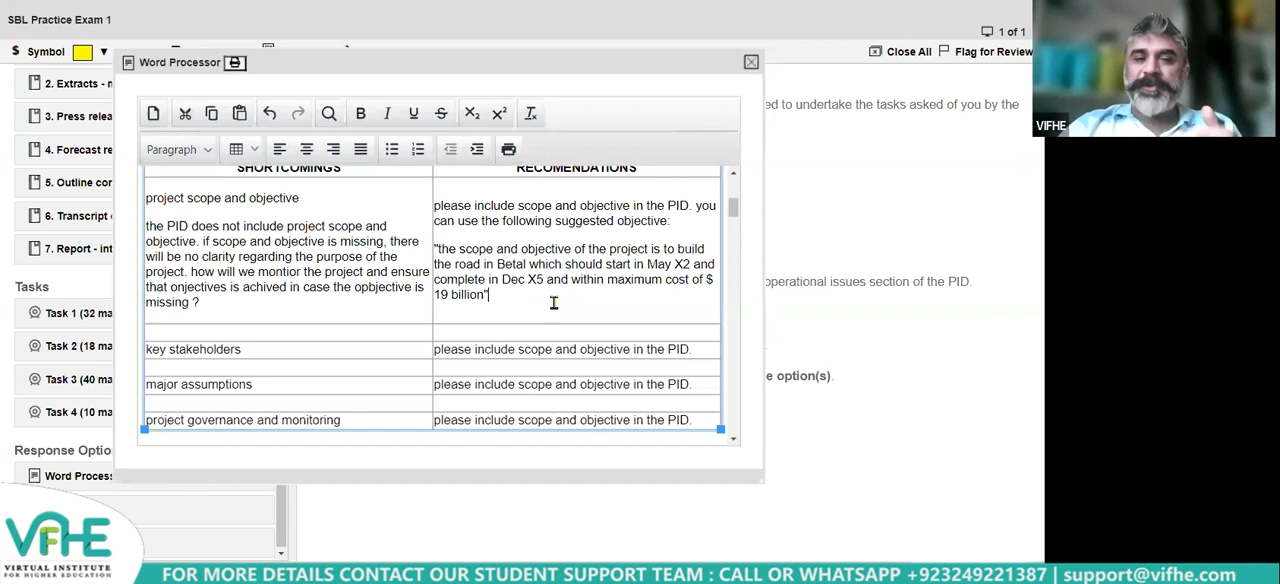 SBL Practice Exam 1
1 of 1
$ Symbol
Close All
Flag for Review
Word Processor
2. Extracts -
3. Press relea
4. Forecast re
5. Outline cor
6. Transcript
7. Report - int
Tasks
Task 1 (32 ma
Task 2 (18 ma
Task 3 (40 ma
Task 4 (10 ma
Response Optio
Word Process
B I U S X₂ X² Ix
Paragraph
SHORTCOMINGS
RECOMENDATIONS
project scope and objective
the PID does not include project scope and
objective. if scope and objective is missing, there
will be no clarity regarding the purpose of the
project. how will we montior the project and ensure
that onjectives is achived in case the opbjective is
missing ?
please include scope and objective in the PID. you
can use the following suggested objective:
"the scope and objective of the project is to build
the road in Betal which should start in May X2 and
complete in Dec X5 and within maximum cost of $
19 billion"
key stakeholders
please include scope and objective in the PID.
major assumptions
please include scope and objective in the PID.
project governance and monitoring
please include scope and objective in the PID.
ed to undertake the tasks asked of you by the
operational issues section of the PID.
e option(s).
VIFHE
VFHE
VIRTUAL INSTITUTE
FOR HIGHER EDUCATION
FOR MORE DETAILS CONTACT OUR STUDENT SUPPORT TEAM : CALL OR WHATSAPP +923249221387 | support@vifhe.com